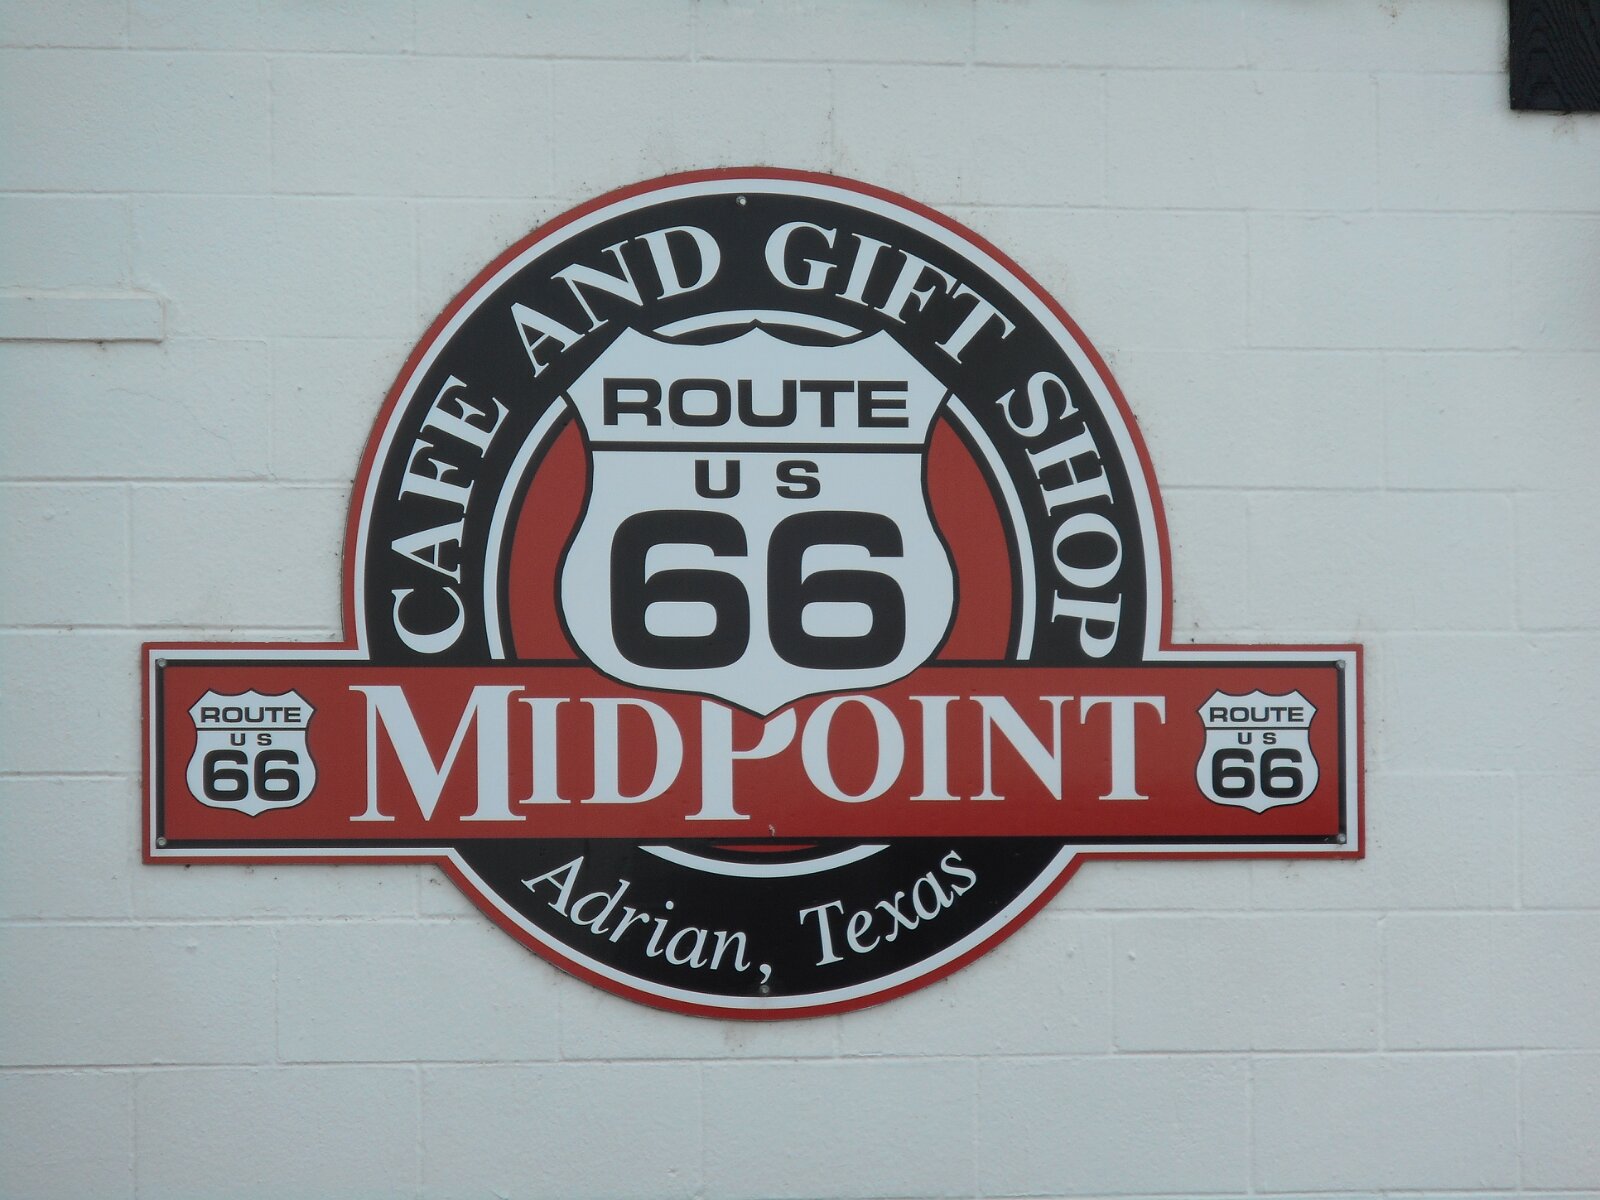 CAFE AND GIFT SHOP
ROUTE
US
66
MIDPOINT
ROUTE
US
66
ROUTE
US
66
Adrian, Texas